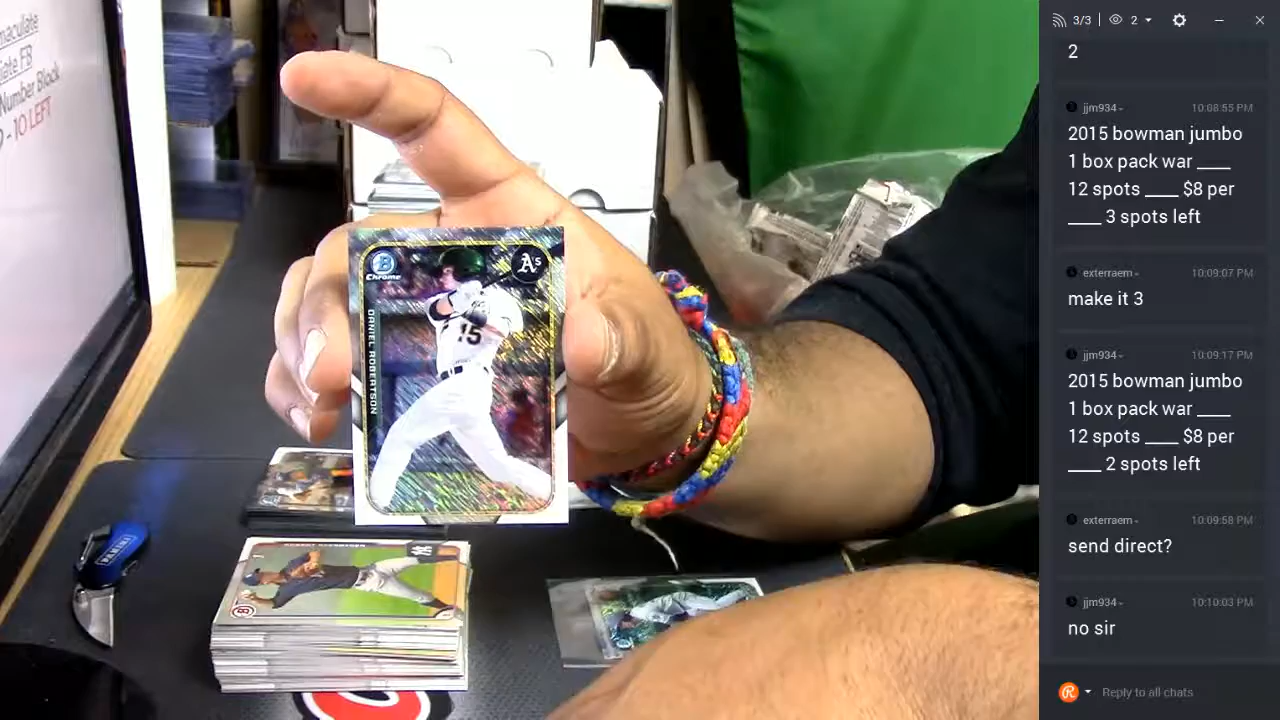 maculate
ate FB
Number Block
- 10 LEFT
B
Chrome
A's
DANIEL ROBERTSON
15
PANINI
B
3/3
2
2
jjm934
10:08:55 PM
2015 bowman jumbo
1 box pack war ____
12 spots ____ $8 per
____ 3 spots left
exterraem
10:09:07 PM
make it 3
jjm934
10:09:17 PM
2015 bowman jumbo
1 box pack war ____
12 spots ____ $8 per
____ 2 spots left
exterraem
10:09:58 PM
send direct?
jjm934
10:10:03 PM
no sir
R
Reply to all chats